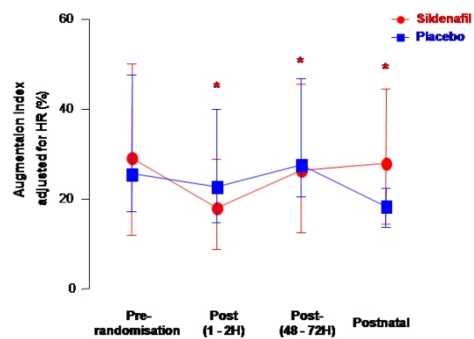 Sildenafil
Placebo
Augmentaion Index
adjusted for HR (%)
60
40
20
0
*
*
*
Pre-
randomisation
Post
(1 - 2H)
Post-
(48 - 72H)
Postnatal